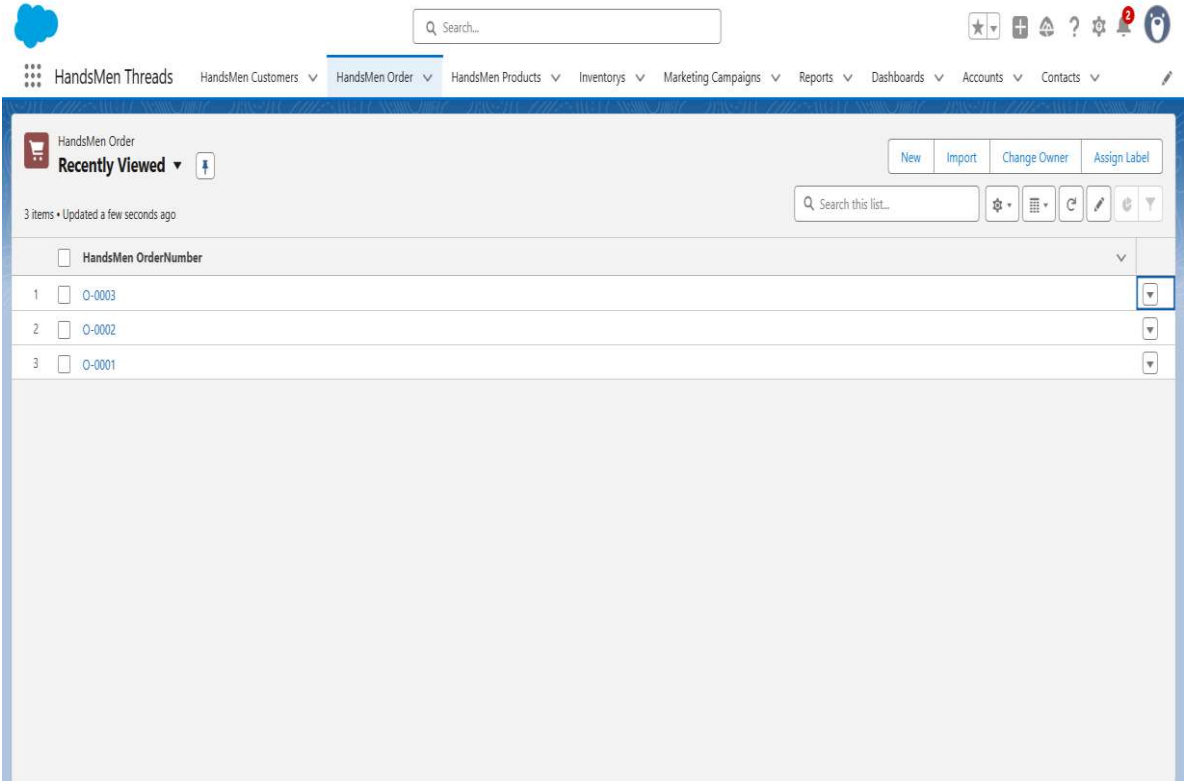 Search...
2
HandsMen Threads HandsMen Customers HandsMen Order HandsMen Products Inventorys Marketing Campaigns Reports Dashboards Accounts Contacts
HandsMen Order
Recently Viewed
New Import Change Owner Assign Label
3 items • Updated a few seconds ago
Search this list...
HandsMen OrderNumber
1 O-0003
2 O-0002
3 O-0001